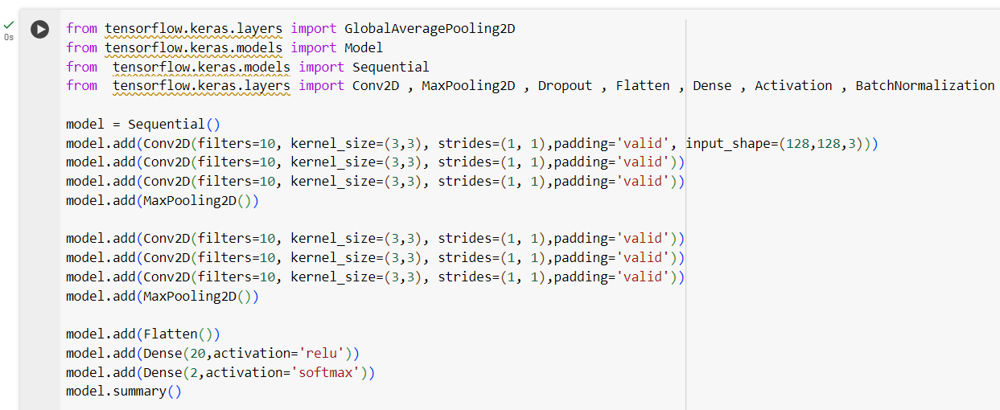 0s
from tensorflow.keras.layers import GlobalAveragePooling2D
from tensorflow.keras.models import Model
from  tensorflow.keras.models import Sequential
from  tensorflow.keras.layers import Conv2D , MaxPooling2D , Dropout , Flatten , Dense , Activation , BatchNormalization
model = Sequential()
model.add(Conv2D(filters=10, kernel_size=(3,3), strides=(1, 1),padding='valid', input_shape=(128,128,3)))
model.add(Conv2D(filters=10, kernel_size=(3,3), strides=(1, 1),padding='valid'))
model.add(Conv2D(filters=10, kernel_size=(3,3), strides=(1, 1),padding='valid'))
model.add(MaxPooling2D())
model.add(Conv2D(filters=10, kernel_size=(3,3), strides=(1, 1),padding='valid'))
model.add(Conv2D(filters=10, kernel_size=(3,3), strides=(1, 1),padding='valid'))
model.add(Conv2D(filters=10, kernel_size=(3,3), strides=(1, 1),padding='valid'))
model.add(MaxPooling2D())
model.add(Flatten())
model.add(Dense(20,activation='relu'))
model.add(Dense(2,activation='softmax'))
model.summary()